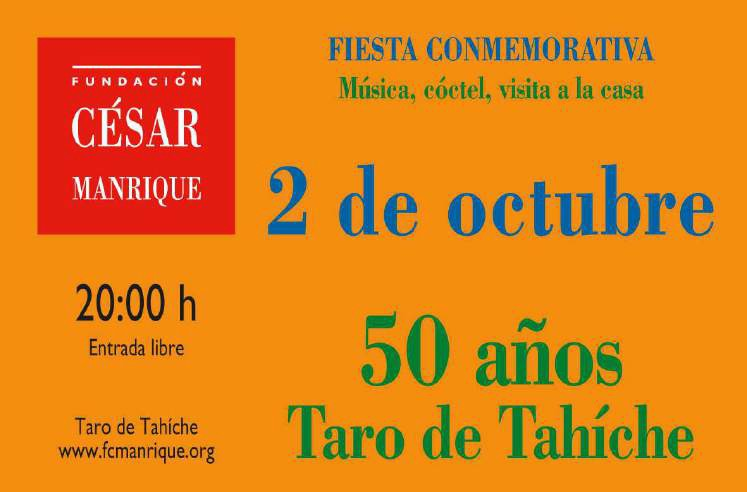 FUNDACIÓN
CÉSAR
MANRIQUE
FIESTA CONMEMORATIVA
Música, cóctel, visita a la casa
2 de octubre
20:00 h
Entrada libre
50 años
Taro de Tahíche
Taro de Tahíche
www.fcmanrique.org